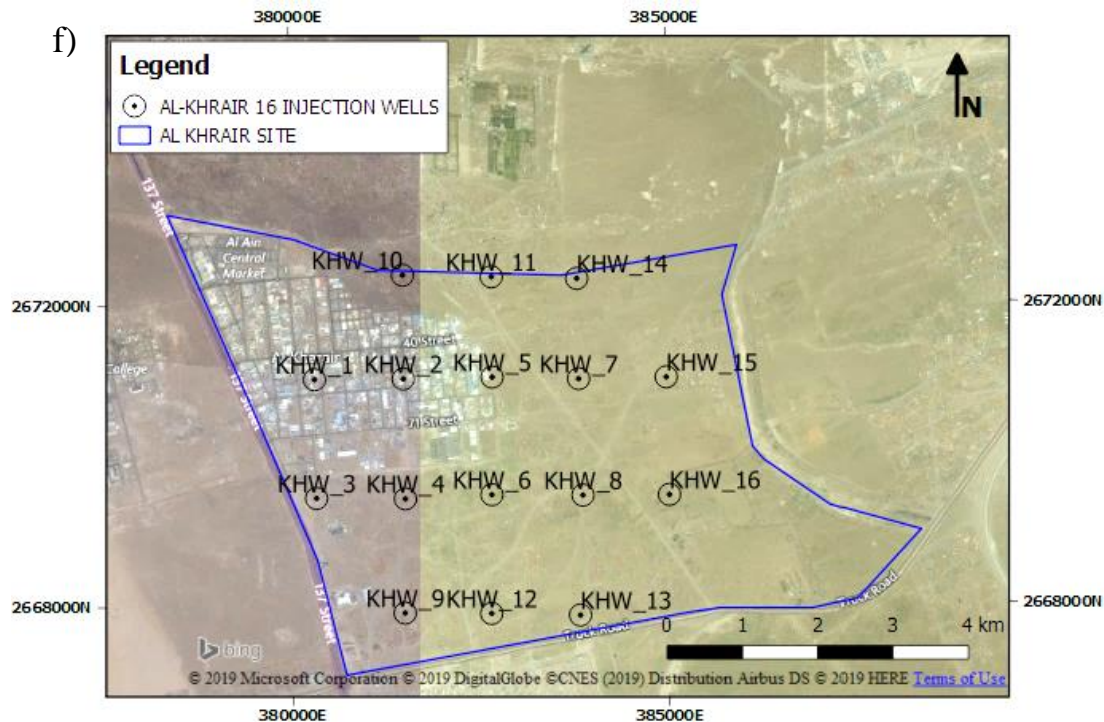 380000E 385000E
f)
Legend
AL-KHRAIR 16 INJECTION WELLS
AL KHRAIR SITE
N
137 Street
Al Ain
Central
Market
KHW_10 KHW_11 KHW_14
2672000N 2672000N
40 Street
College
KHW_1 KHW_2 KHW_5 KHW_7 KHW_15
137 Street
71 Street
KHW_3 KHW_4 KHW_6 KHW_8 KHW_16
137 Street
KHW_9 KHW_12 KHW_13
Truck Road
2668000N 2668000N
Truck Road
0 1 2 3 4 km
bing
© 2019 Microsoft Corporation © 2019 DigitalGlobe ©CNES (2019) Distribution Airbus DS © 2019 HERE Terms of Use
380000E 385000E